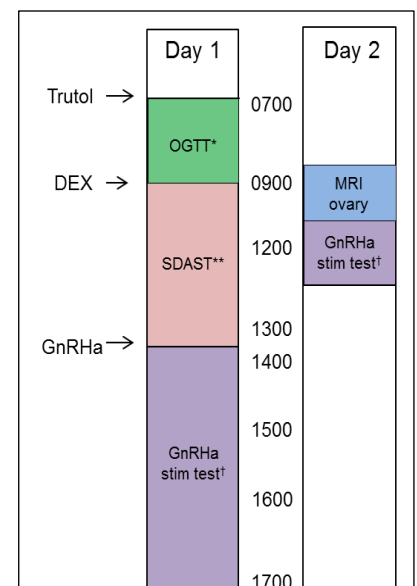 Day 1
Day 2
Trutol
0700
OGTT*
DEX
0900
MRI
ovary
1200
GnRHa
stim test†
SDAST**
1300
GnRHa
1400
1500
GnRHa
stim test†
1600
1700